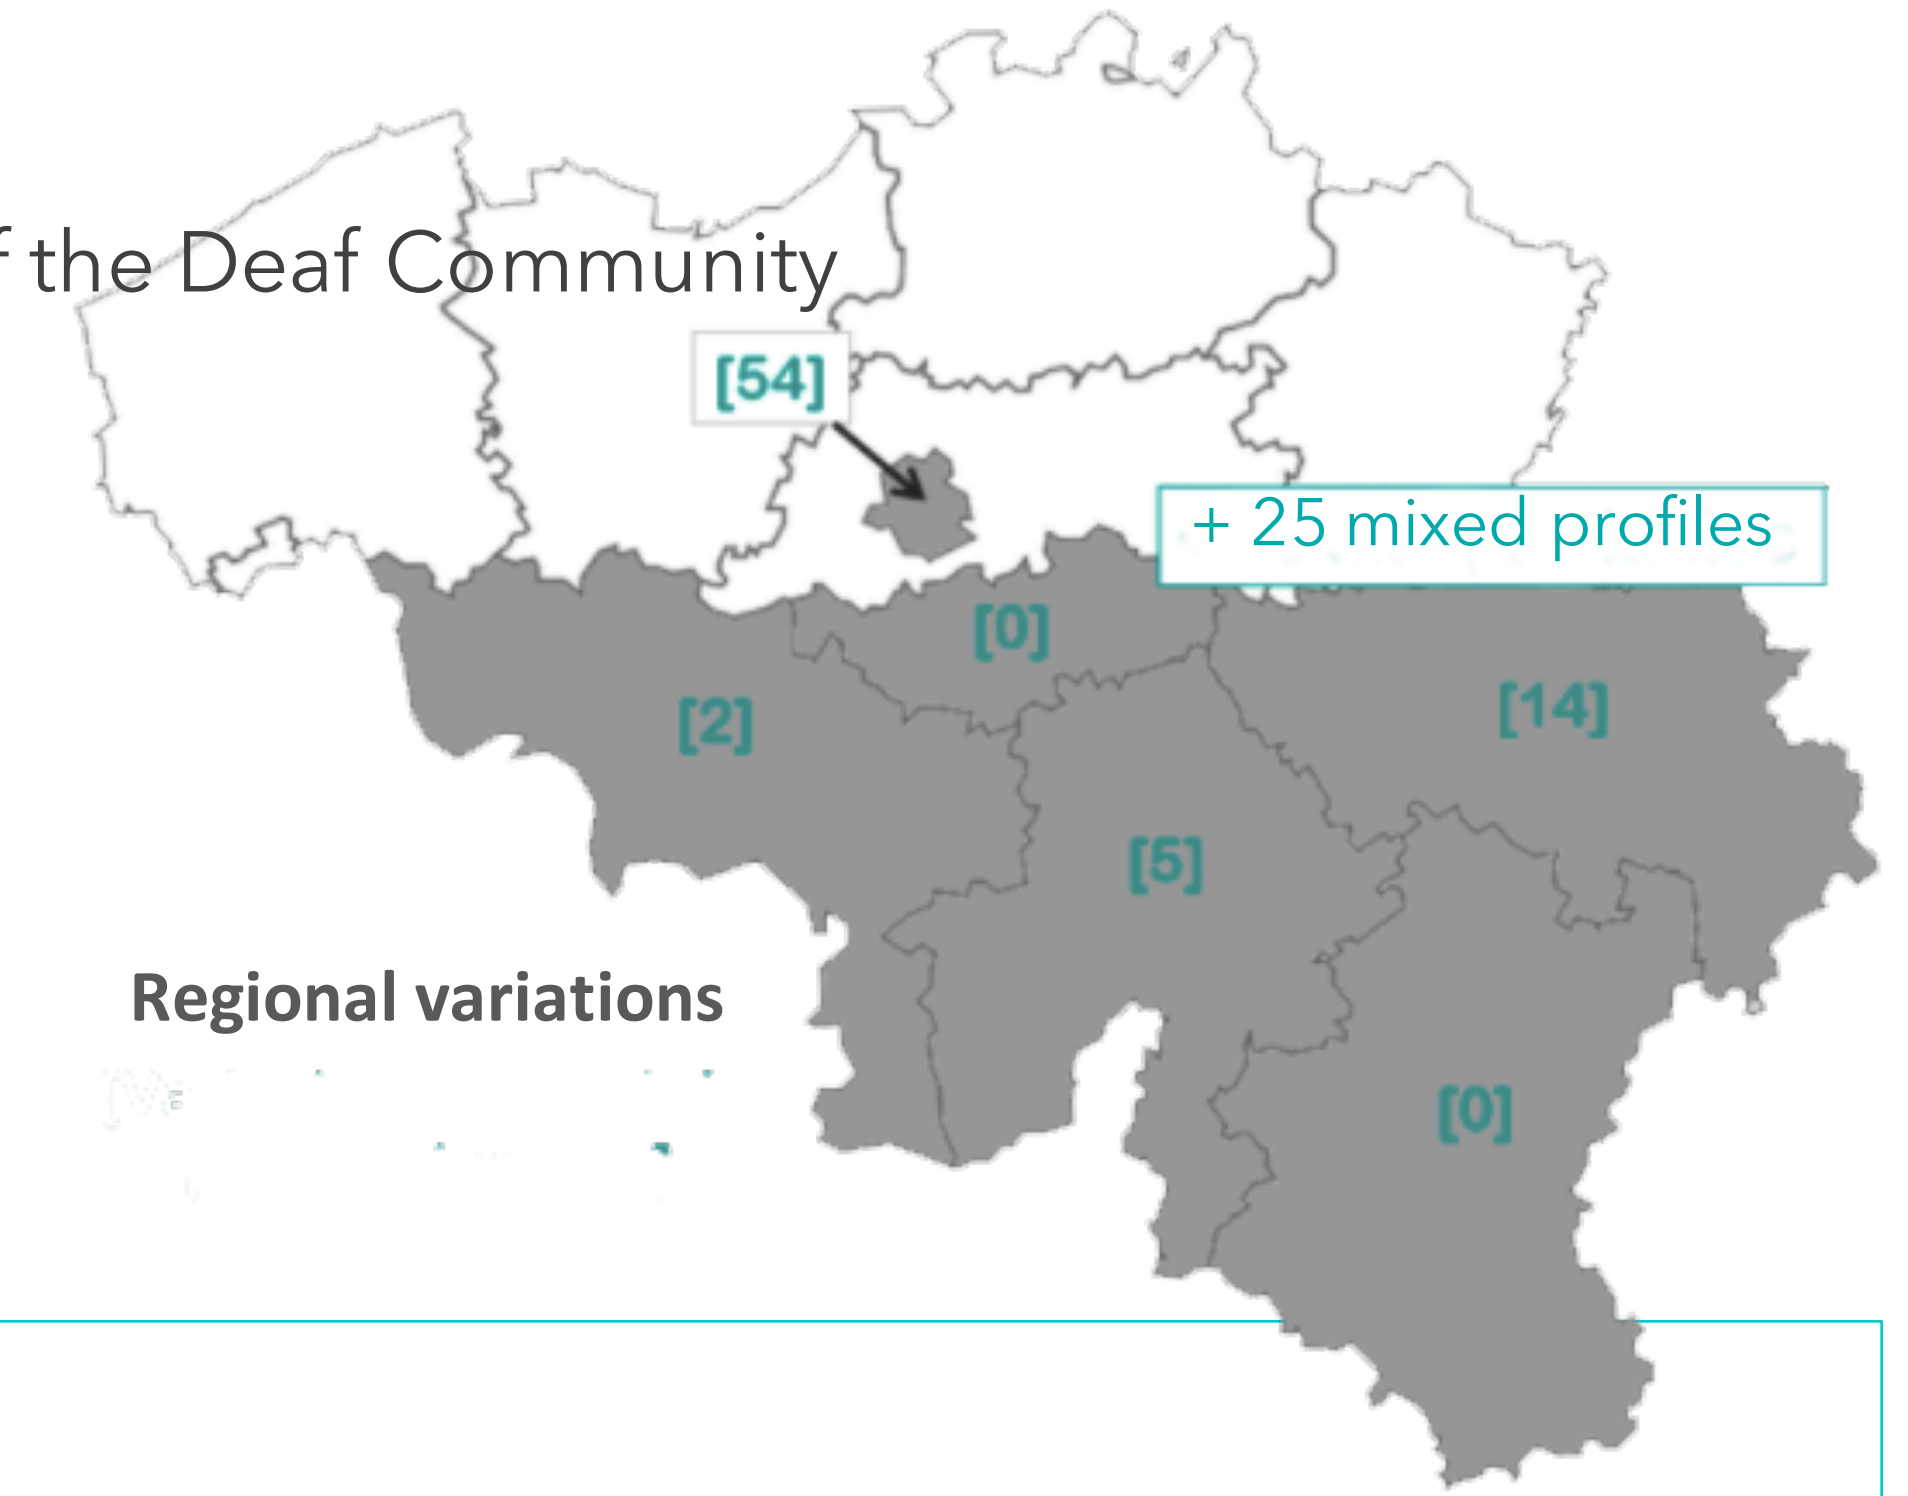 the Deaf Community
[54]
+ 25 mixed profiles
[0]
[2]
[14]
[5]
Regional variations
[0]